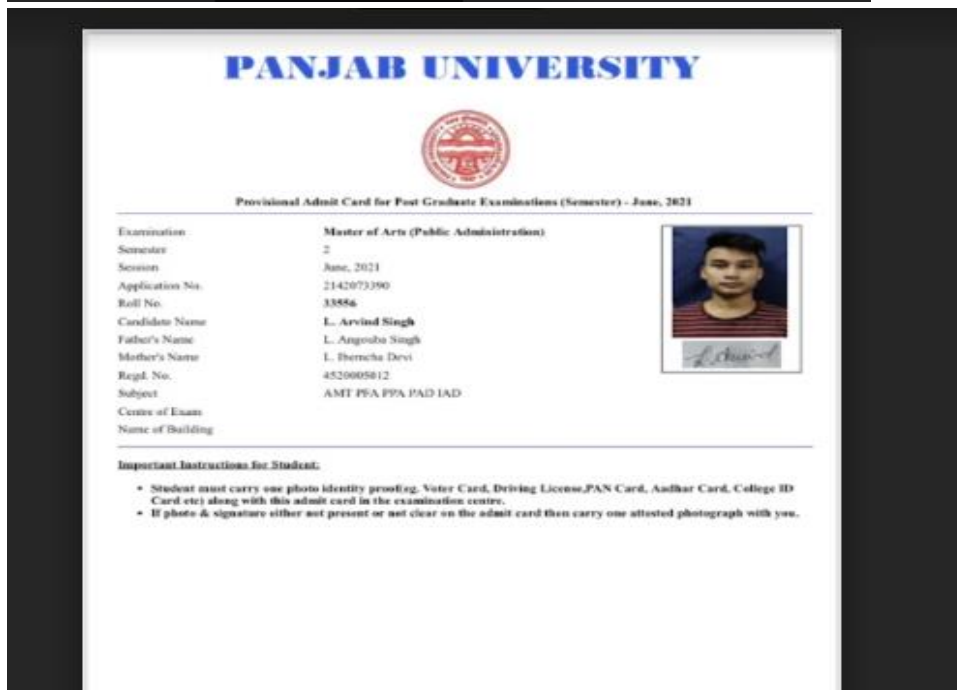 PANJAB UNIVERSITY
Provisional Admit Card for Post Graduate Examinations (Semester) - June, 2021
Examination Master of Arts (Public Administration)
Semester 2
Session June, 2021
Application No. 2142073390
Roll No. 33556
Candidate Name L. Arvind Singh
Father's Name L. Angouba Singh
Mother's Name L. Ibemcha Devi
Regd. No. 4520005012
Subject AMT PFA PPA PAD IAD
Centre of Exam
Name of Building
L. Arvind
Important Instructions for Student:
• Student must carry one photo identity proof(eg. Voter Card, Driving License,PAN Card, Aadhar Card, College ID
Card etc) along with this admit card in the examination centre.
• If photo & signature either not present or not clear on the admit card then carry one attested photograph with you.